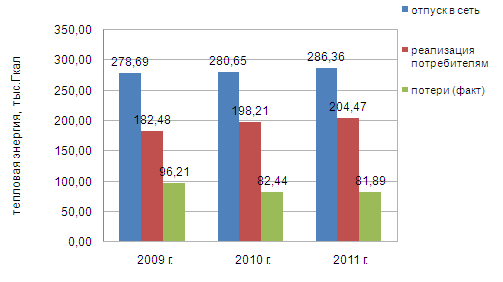 отпуск в сеть
реализация
потребителям
потери (факт)
тепловая энергия, тыс.Гкал
350,00
300,00
250,00
200,00
150,00
100,00
50,00
0,00
278,69
182,48
96,21
280,65
198,21
82,44
286,36
204,47
81,89
2009 г.
2010 г.
2011 г.